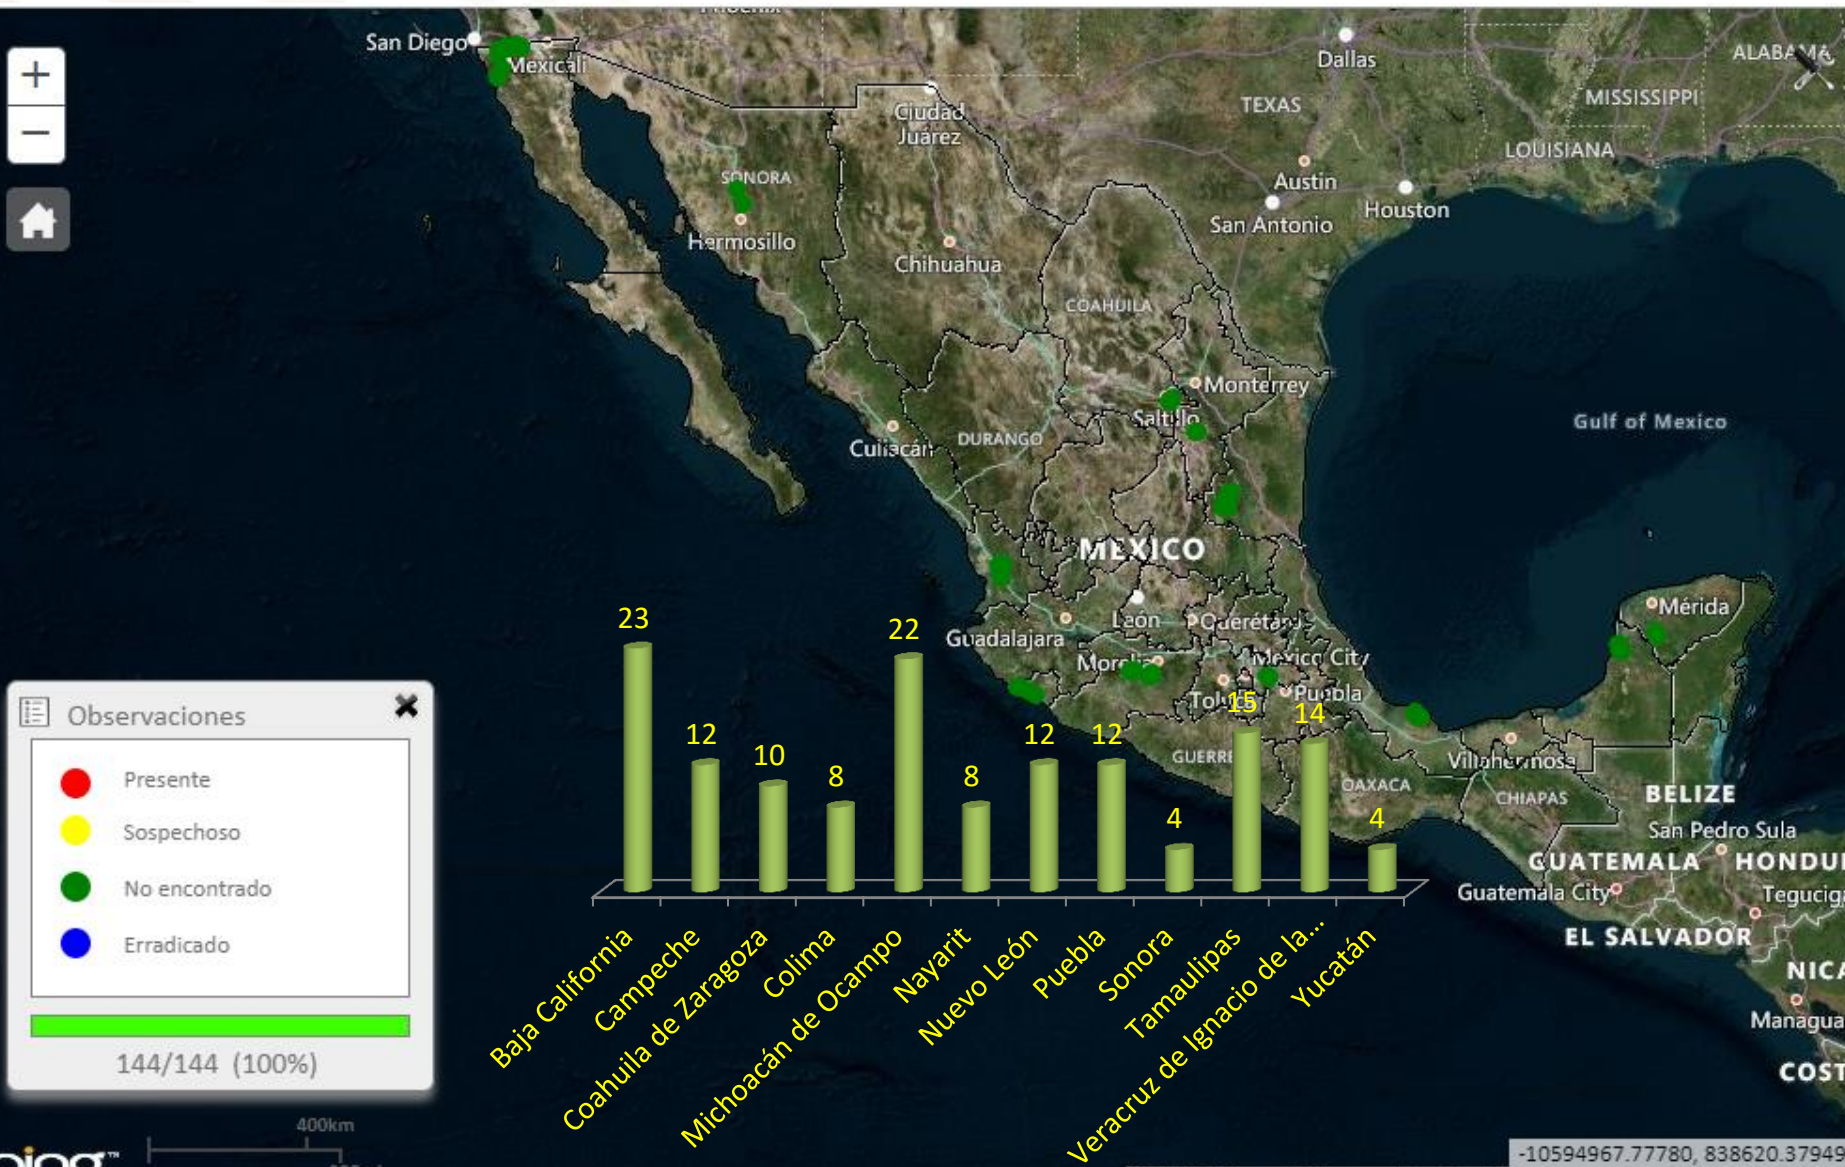 San Diego
Mexicali
Dallas
ALABAMA
Ciudad
Juárez
TEXAS
MISSISSIPPI
LOUISIANA
SONORA
Austin
San Antonio
Houston
Hermosillo
Chihuahua
COAHUILA
Monterrey
Saltillo
Gulf of Mexico
Culiacán
DURANGO
MEXICO
Mérida
León
Querétaro
Guadalajara
Morelia
Mexico City
Toluca
Puebla
GUERRE
Villahermosa
OAXACA
CHIAPAS
BELIZE
San Pedro Sula
GUATEMALA
HONDU
Guatemala City
Teguciga
EL SALVADOR
NICA
Managua
COST
+
−
Observaciones
Presente
Sospechoso
No encontrado
Erradicado
144/144 (100%)
23
12
10
8
22
8
12
12
4
15
14
4
Baja California
Campeche
Coahuila de Zaragoza
Colima
Michoacán de Ocampo
Nayarit
Nuevo León
Puebla
Sonora
Tamaulipas
Veracruz de Ignacio de la...
Yucatán
400km
bing™
-10594967.77780, 838620.37949